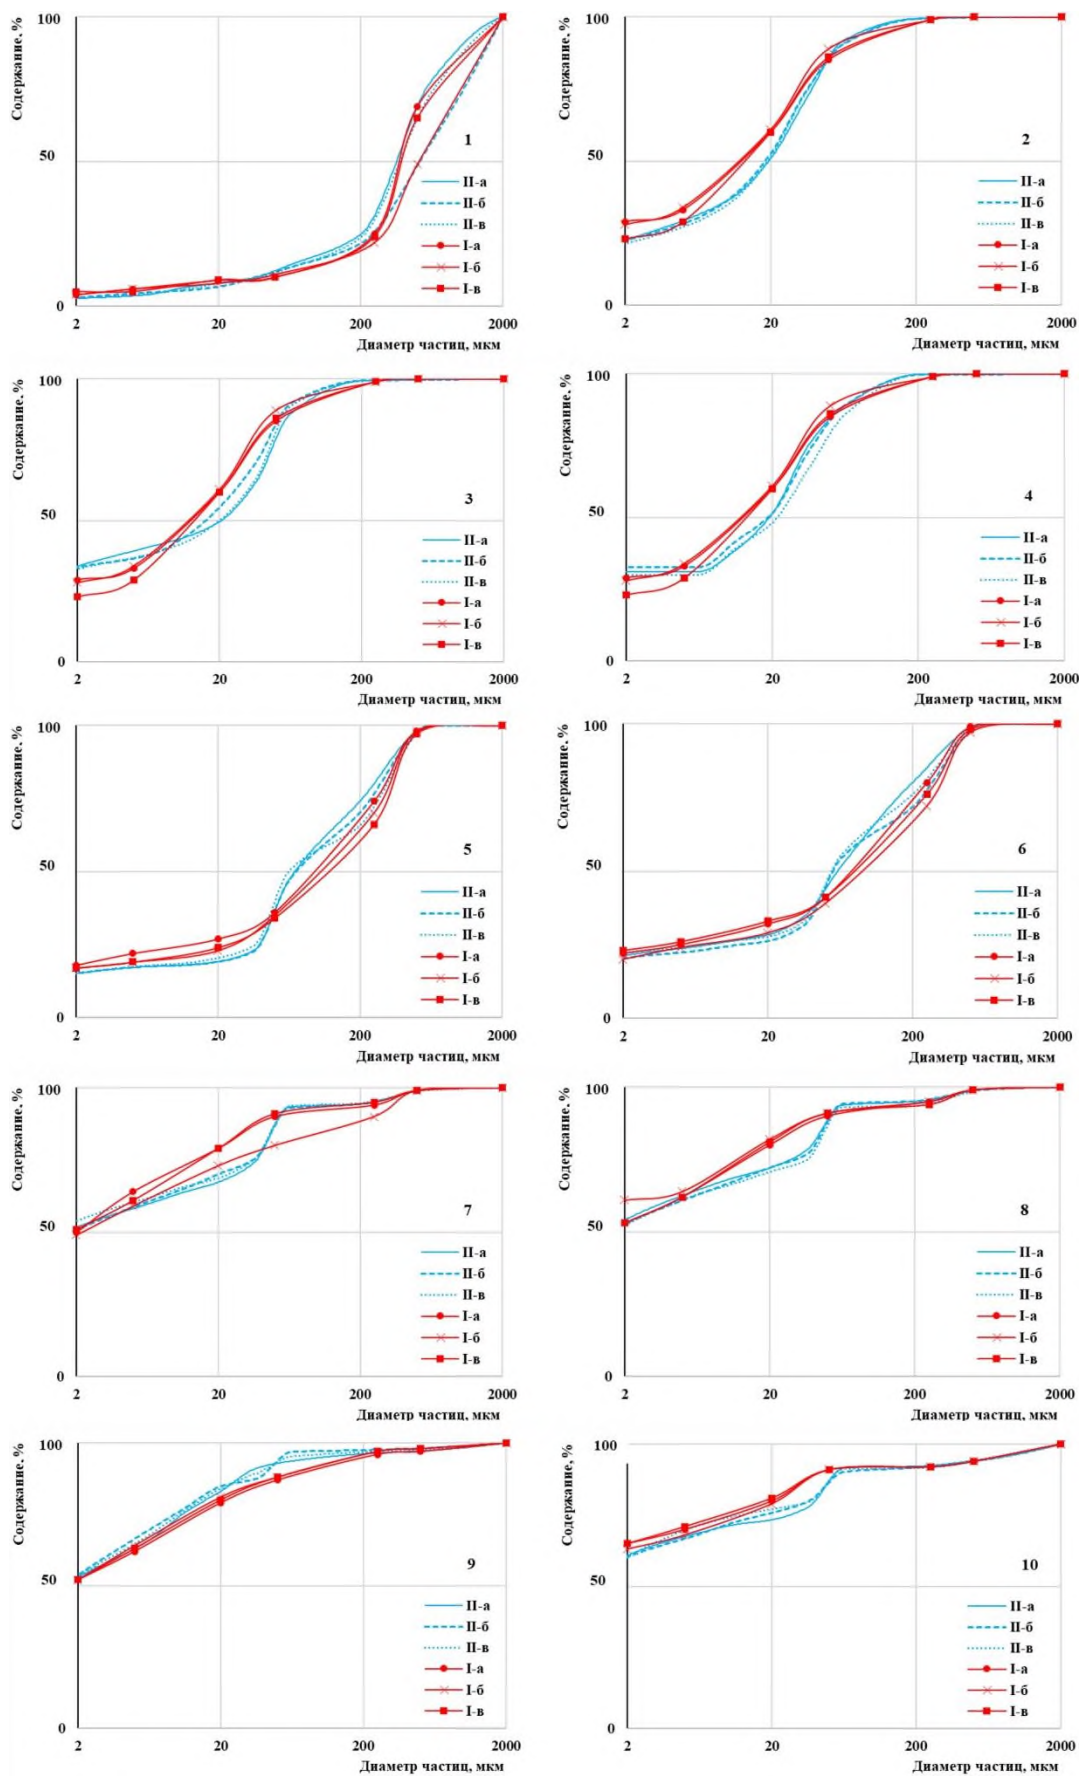 Содержание. %
100
50
0
1
II-а
II-б
II-в
I-а
I-б
I-в
2
20
200
2000
Диаметр частиц, мкм
Содержание. %
100
50
0
2
II-а
II-б
II-в
I-а
I-б
I-в
2
20
200
2000
Диаметр частиц, мкм
Содержание. %
100
50
0
3
II-а
II-б
II-в
I-а
I-б
I-в
2
20
200
2000
Диаметр частиц, мкм
Содержание. %
100
50
0
4
II-а
II-б
II-в
I-а
I-б
I-в
2
20
200
2000
Диаметр частиц, мкм
Содержание. %
100
50
0
5
II-а
II-б
II-в
I-а
I-б
I-в
2
20
200
2000
Диаметр частиц, мкм
Содержание. %
100
50
0
6
II-а
II-б
II-в
I-а
I-б
I-в
2
20
200
2000
Диаметр частиц, мкм
Содержание. %
100
50
0
7
II-а
II-б
II-в
I-а
I-б
I-в
2
20
200
2000
Диаметр частиц, мкм
Содержание. %
100
50
0
8
II-а
II-б
II-в
I-а
I-б
I-в
2
20
200
2000
Диаметр частиц, мкм
Содержание. %
100
50
0
9
II-а
II-б
II-в
I-а
I-б
I-в
2
20
200
2000
Диаметр частиц, мкм
Содержание, %
100
50
0
10
II-а
II-б
II-в
I-а
I-б
I-в
2
20
200
2000
Диаметр частиц, мкм